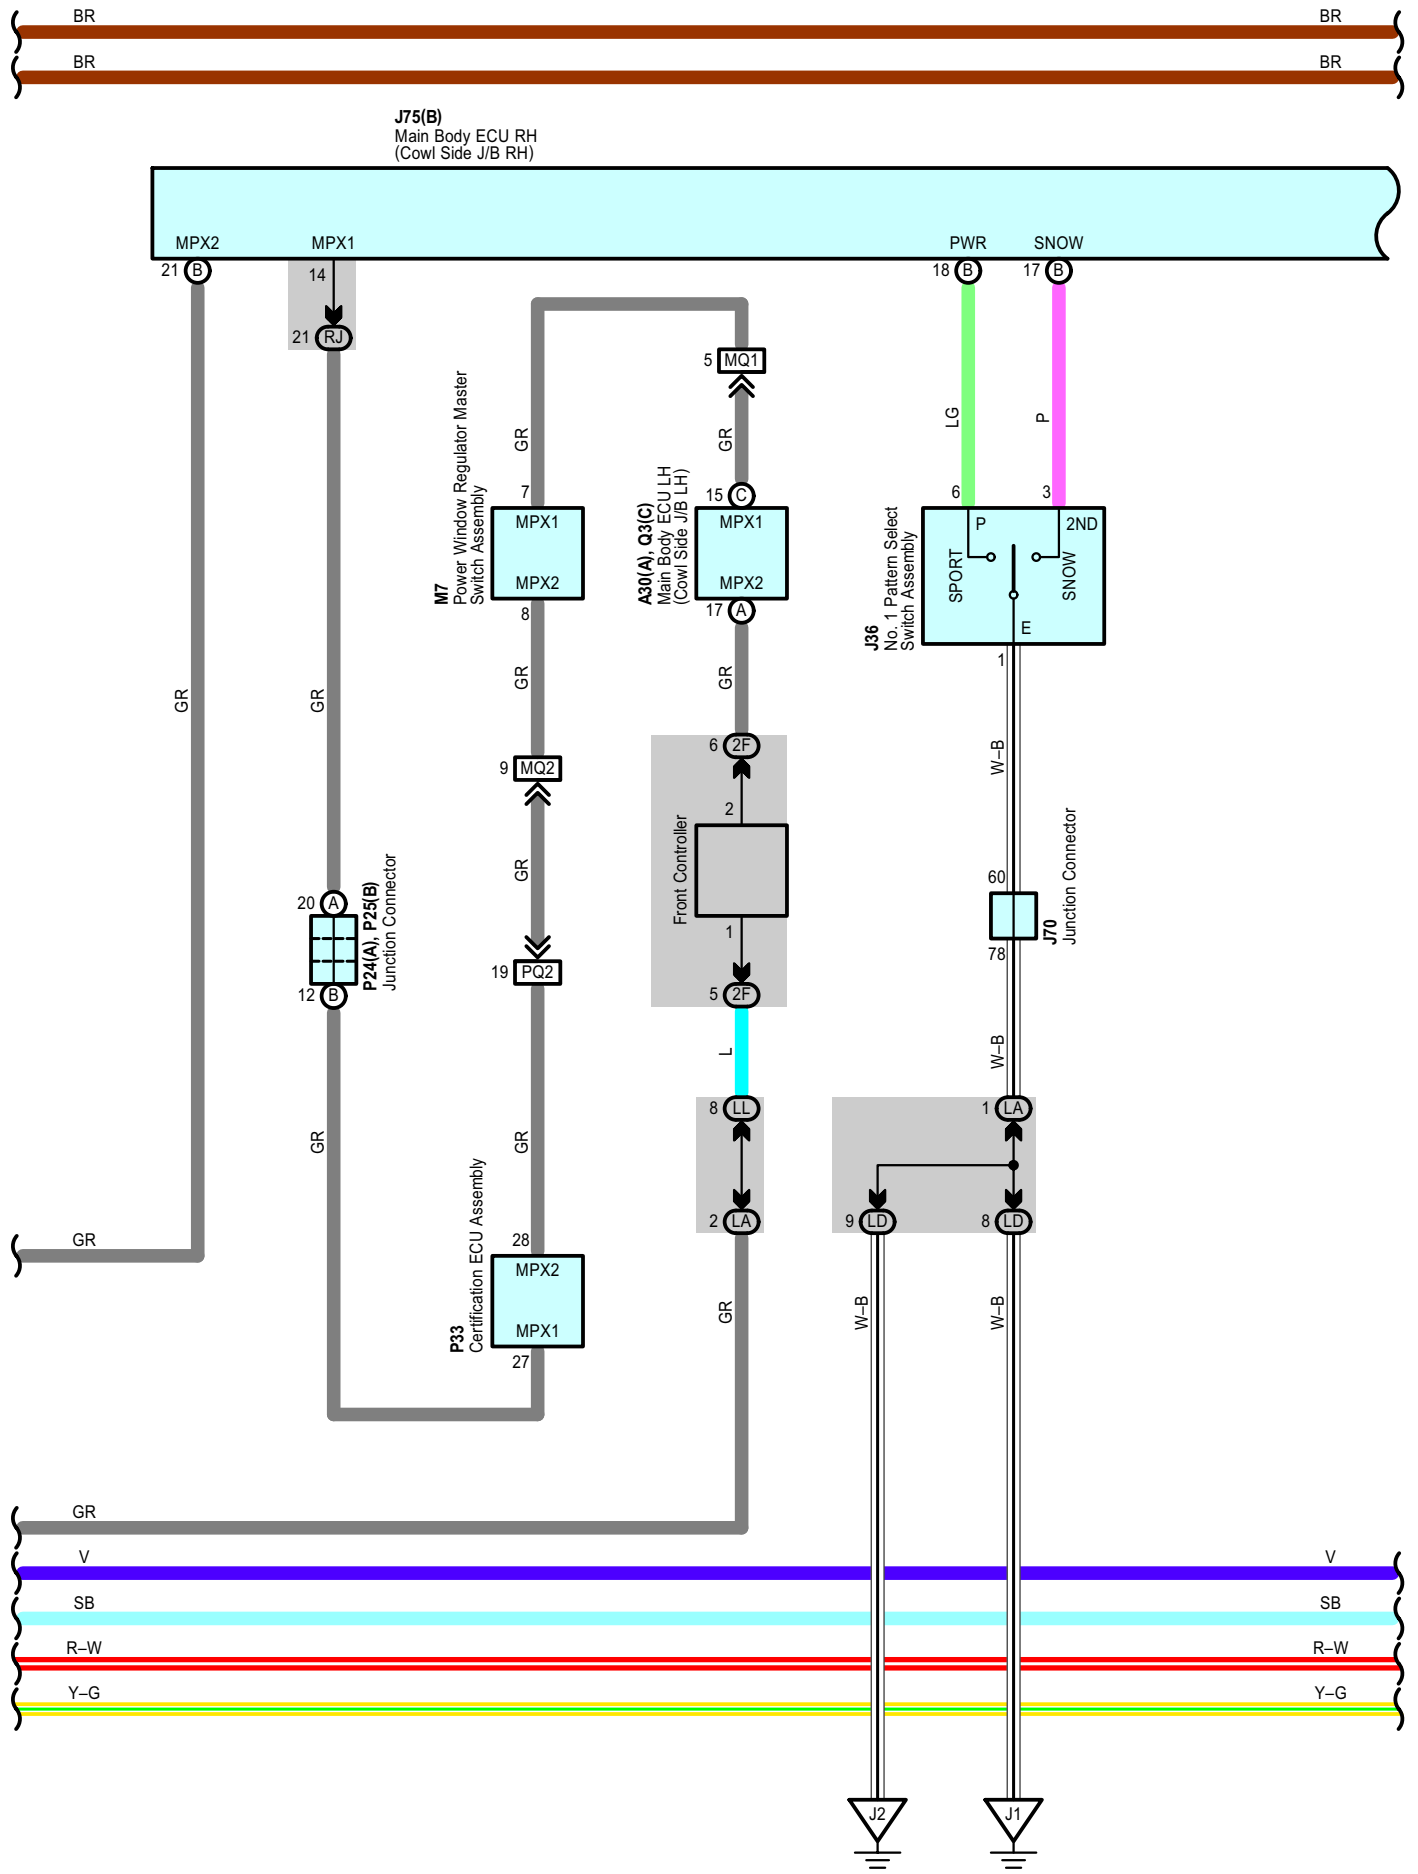 BR BR
BR BR
J75(B)
Main Body ECU RH
(Cowl Side J/B RH)
MPX2 MPX1 PWR SNOW
21 B 14 18 B 17 B
21 RJ
5 MQ1
GR GR LG P
M7
Power Window Regulator Master
Switch Assembly
7
MPX1
MPX2
8
A30(A), Q3(C)
Main Body ECU LH
(Cowl Side J/B LH)
15 C
MPX1
MPX2
17 A
J36
No. 1 Pattern Select
Switch Assembly
6 3
P 2ND
SPORT SNOW
E
1
GR GR GR GR
W–B
9 MQ2
6 2F
2
Front Controller
1
5 2F
GR
20 A
P24(A), P25(B)
Junction Connector
12 B
19 PQ2
60
J70
Junction Connector
78
L
W–B
8 LL
1 LA
GR GR
2 LA
9 LD
8 LD
GR
P33
Certification ECU Assembly
28
MPX2
MPX1
27
GR W–B W–B
GR
V V
SB SB
R–W R–W
Y–G Y–G
J2 J1